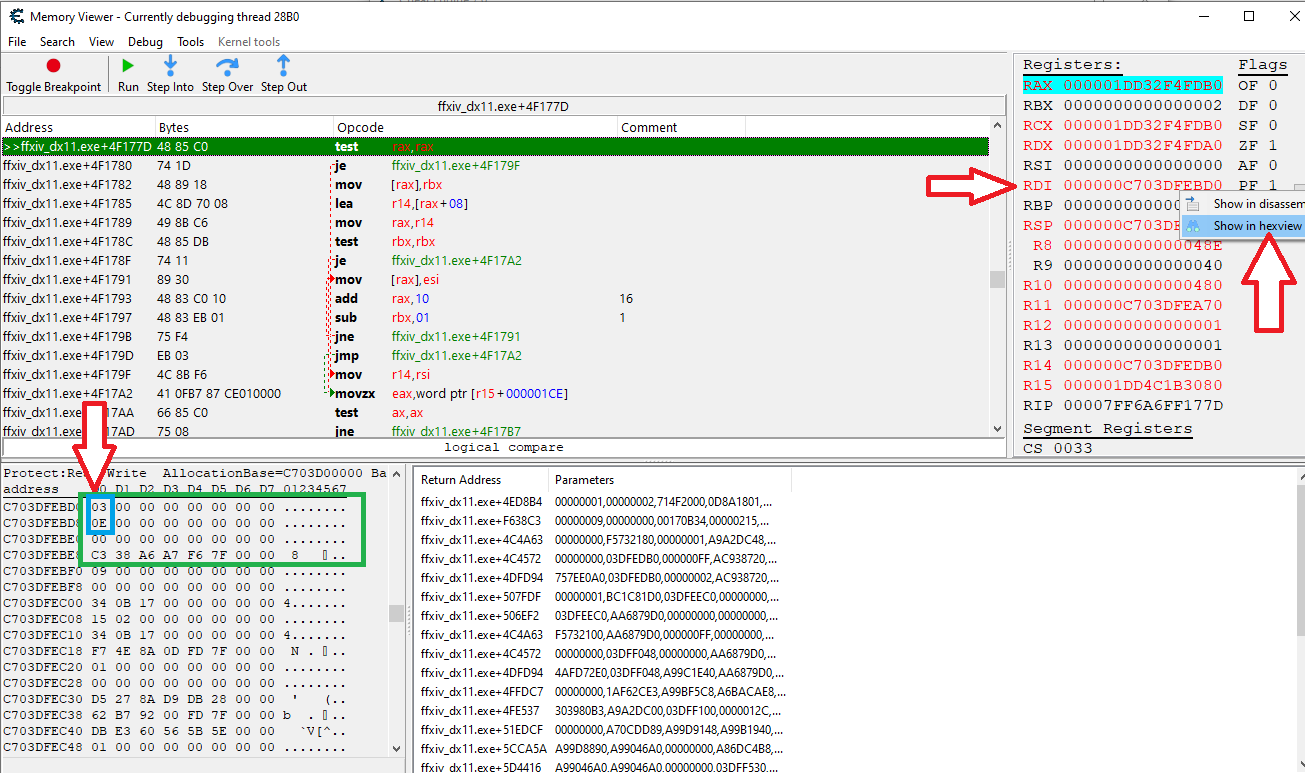 Memory Viewer - Currently debugging thread 28B0
File Search View Debug Tools Kernel tools
Toggle Breakpoint Run Step Into Step Over Step Out
ffxiv_dx11.exe+4F177D
Address Bytes Opcode Comment
>>ffxiv_dx11.exe+4F177D 48 85 C0 test rax,rax
ffxiv_dx11.exe+4F1780 74 1D je ffxiv_dx11.exe+4F179F
ffxiv_dx11.exe+4F1782 48 89 18 mov [rax],rbx
ffxiv_dx11.exe+4F1785 4C 8D 70 08 lea r14,[rax+08]
ffxiv_dx11.exe+4F1789 49 8B C6 mov rax,r14
ffxiv_dx11.exe+4F178C 48 85 DB test rbx,rbx
ffxiv_dx11.exe+4F178F 74 11 je ffxiv_dx11.exe+4F17A2
ffxiv_dx11.exe+4F1791 89 30 mov [rax],esi
ffxiv_dx11.exe+4F1793 48 83 C0 10 add rax,10 16
ffxiv_dx11.exe+4F1797 48 83 EB 01 sub rbx,01 1
ffxiv_dx11.exe+4F179B 75 F4 jne ffxiv_dx11.exe+4F1791
ffxiv_dx11.exe+4F179D EB 03 jmp ffxiv_dx11.exe+4F17A2
ffxiv_dx11.exe+4F179F 4C 8B F6 mov r14,rsi
ffxiv_dx11.exe+4F17A2 41 0FB7 87 CE010000 movzx eax,word ptr [r15+000001CE]
ffxiv_dx11.exe 17AA 66 85 C0 test ax,ax
ffxiv_dx11.exe 17AD 75 08 jne ffxiv_dx11.exe+4F17B7
logical compare
Registers: Flags
RAX 000001DD32F4FDB0 OF 0
RBX 0000000000000002 DF 0
RCX 000001DD32F4FDB0 SF 0
RDX 000001DD32F4FDA0 ZF 1
RSI 0000000000000000 AF 0
RDI 000000C703DFEBD0 PF 1
RBP 0000000000
Show in disassem
RSP 000000C703D
Show in hexview
R8 000000000000048E
R9 0000000000000040
R10 0000000000000480
R11 000000C703DFEA70
R12 0000000000000001
R13 0000000000000001
R14 000000C703DFEDB0
R15 000001DD4C1B3080
RIP 00007FF6A6FF177D
Segment Registers
CS 0033
Protect:Re Write AllocationBase=C703D00000 Ba
address D0 D1 D2 D3 D4 D5 D6 D7 01234567
C703DFEBD0 03 00 00 00 00 00 00 00 ........
C703DFEBD8 0E 00 00 00 00 00 00 00 ........
C703DFEBE0 00 00 00 00 00 00 00 00 ........
C703DFEBE8 C3 38 A6 A7 F6 7F 00 00 8 ..
C703DFEBF0 09 00 00 00 00 00 00 00 ........
C703DFEBF8 00 00 00 00 00 00 00 00 ........
C703DFEC00 34 0B 17 00 00 00 00 00 4.......
C703DFEC08 15 02 00 00 00 00 00 00 ........
C703DFEC10 34 0B 17 00 00 00 00 00 4.......
C703DFEC18 F7 4E 8A 0D FD 7F 00 00 N . ..
C703DFEC20 01 00 00 00 00 00 00 00 ........
C703DFEC28 00 00 00 00 00 00 00 00 ........
C703DFEC30 D5 27 8A D9 DB 28 00 00 ' (..
C703DFEC38 62 B7 92 00 FD 7F 00 00 b . ..
C703DFEC40 DB E3 60 56 5B 5E 00 00 `V[^..
C703DFEC48 01 00 00 00 00 00 00 00 ........
Return Address Parameters
ffxiv_dx11.exe+4ED8B4 00000001,00000002,714F2000,0D8A1801,...
ffxiv_dx11.exe+F638C3 00000009,00000000,00170B34,00000215,...
ffxiv_dx11.exe+4C4A63 00000000,F5732180,00000001,A9A2DC48,...
ffxiv_dx11.exe+4C4572 00000000,03DFEDB0,000000FF,AC938720,...
ffxiv_dx11.exe+4DFD94 757EE0A0,03DFEDB0,00000002,AC938720,...
ffxiv_dx11.exe+507FDF 00000001,BC1C81D0,03DFEEC0,00000000,...
ffxiv_dx11.exe+506EF2 03DFEEC0,AA6879D0,00000000,00000000,...
ffxiv_dx11.exe+4C4A63 F5732100,AA6879D0,000000FF,00000000,...
ffxiv_dx11.exe+4C4572 00000000,03DFF048,00000000,AA6879D0,...
ffxiv_dx11.exe+4DFD94 4AFD72E0,03DFF048,A99C1E40,AA6879D0,...
ffxiv_dx11.exe+4FFDC7 00000000,1AF62CE3,A99BF5C8,A6BACAE8,...
ffxiv_dx11.exe+4FE537 303980B3,A9A2DC00,03DFF100,0000012C,...
ffxiv_dx11.exe+51EDCF 00000000,A70CDD89,A99D9148,A99B1940,...
ffxiv_dx11.exe+5CCA5A A99D8890,A99046A0,00000000,A86DC4B8,...
ffxiv_dx11.exe+5D4416 A99046A0,A99046A0,00000000,03DFF530,...